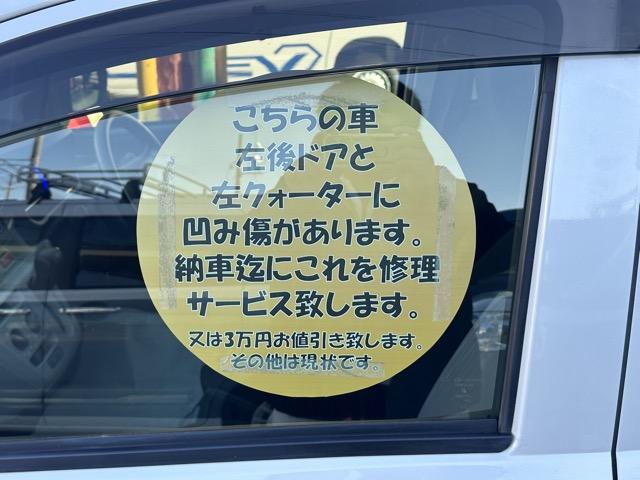 こちらの車
左後ドアと
左クォーターに
凹み傷があります。
納車迄にこれを修理
サービス致します。
又は3万円お値引き致します。
その他は現状です。